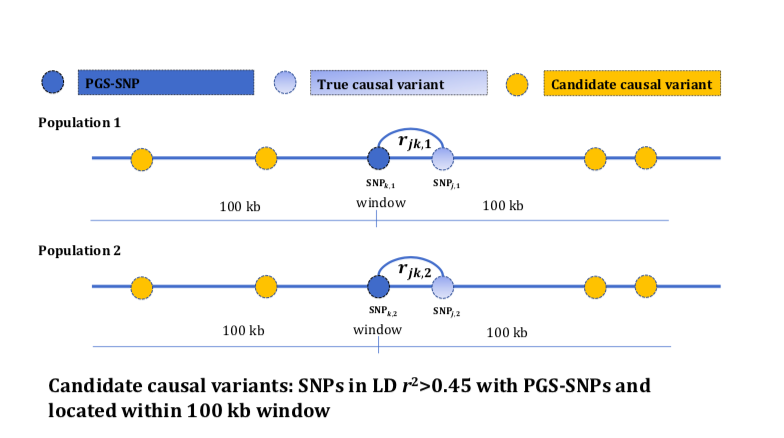 PGS-SNP
True causal variant
Candidate causal variant
Population 1
r_{jk,1}
SNP_{k,1} SNP_{j,1}
100 kb window 100 kb
Population 2
r_{jk,2}
SNP_{k,2} SNP_{j,2}
100 kb window 100 kb
Candidate causal variants: SNPs in LD r²>0.45 with PGS-SNPs and
located within 100 kb window